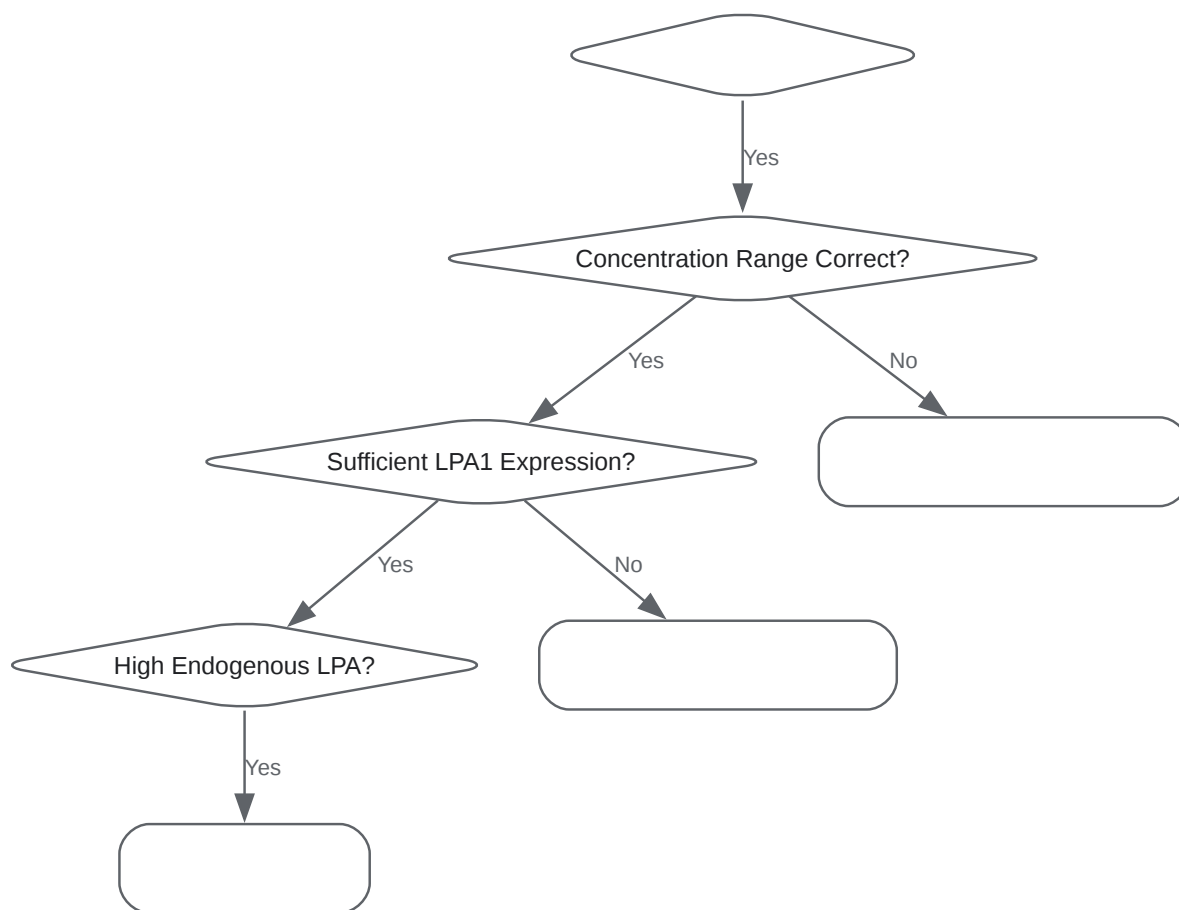 Yes
Concentration Range Correct?
Yes
No
Sufficient LPA1 Expression?
Yes
No
High Endogenous LPA?
Yes